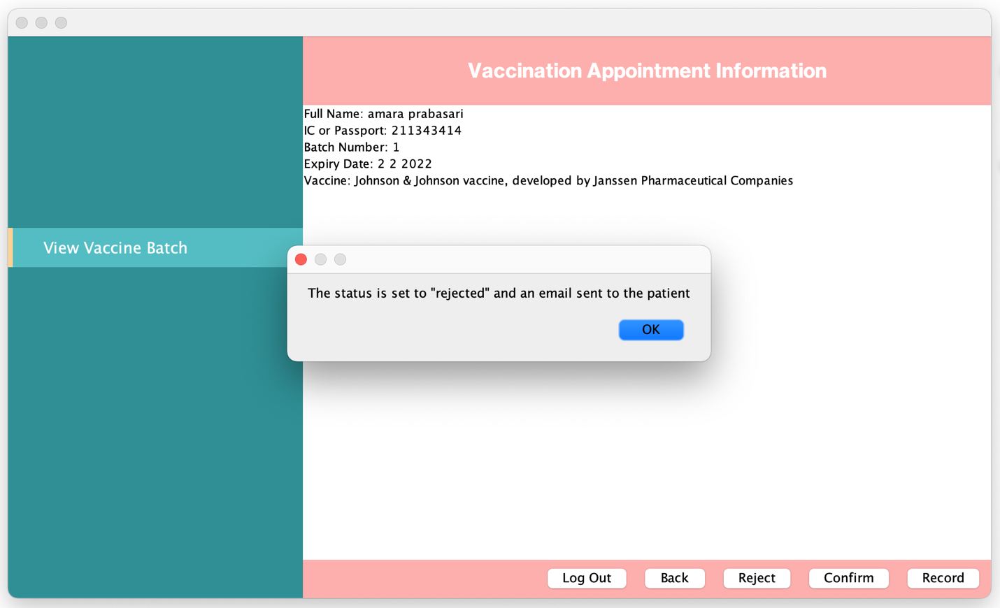 Vaccination Appointment Information
Full Name: amara prabasari
IC or Passport: 211343414
Batch Number: 1
Expiry Date: 2 2 2022
Vaccine: Johnson & Johnson vaccine, developed by Janssen Pharmaceutical Companies
View Vaccine Batch
The status is set to "rejected" and an email sent to the patient
OK
Log Out Back Reject Confirm Record